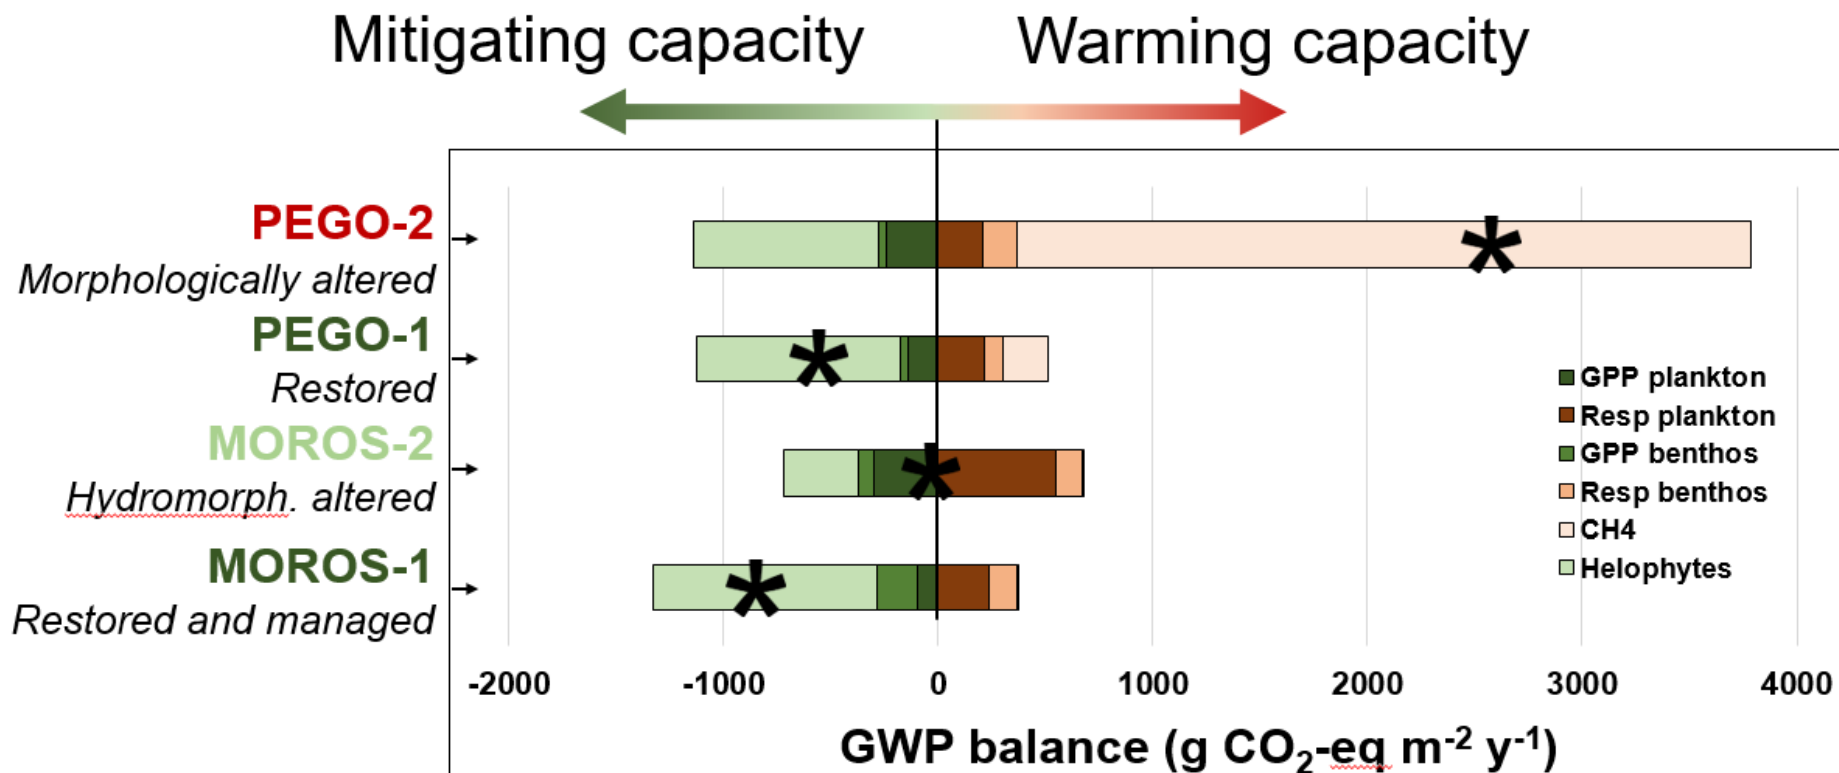 Mitigating capacity
Warming capacity
PEGO-2
Morphologically altered
PEGO-1
Restored
MOROS-2
Hydromorph. altered
MOROS-1
Restored and managed
GPP plankton
Resp plankton
GPP benthos
Resp benthos
CH4
Helophytes
-2000 -1000 0 1000 2000 3000 4000
GWP balance (g CO₂-eq m⁻² y⁻¹)